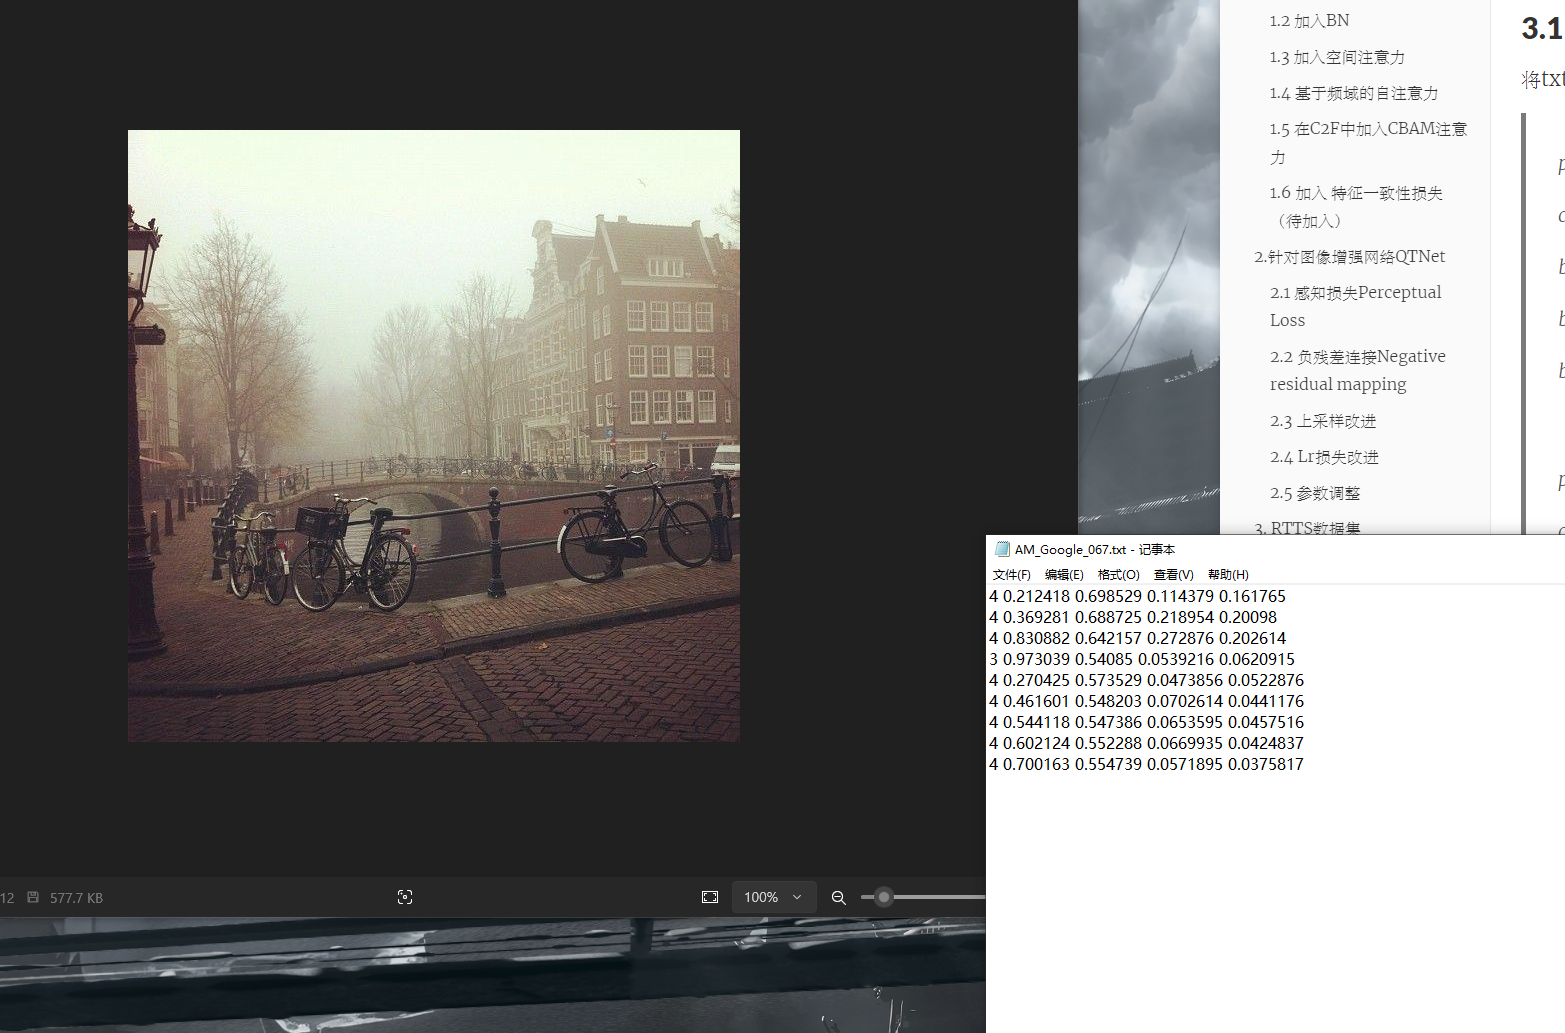 1.2 加入BN
1.3 加入空间注意力
1.4 基于频域的自注意力
1.5 在C2F中加入CBAM注意
力
1.6 加入 特征一致性损失
（待加入）
2.针对图像增强网络QTNet
2.1 感知损失Perceptual
Loss
2.2 负残差连接Negative
residual mapping
2.3 上采样改进
2.4 Lr损失改进
2.5 参数调整
3. RTTS数据集
3.1
将txt
AM_Google_067.txt - 记事本
文件(F) 编辑(E) 格式(O) 查看(V) 帮助(H)
4 0.212418 0.698529 0.114379 0.161765
4 0.369281 0.688725 0.218954 0.20098
4 0.830882 0.642157 0.272876 0.202614
3 0.973039 0.54085 0.0539216 0.0620915
4 0.270425 0.573529 0.0473856 0.0522876
4 0.461601 0.548203 0.0702614 0.0441176
4 0.544118 0.547386 0.0653595 0.0457516
4 0.602124 0.552288 0.0669935 0.0424837
4 0.700163 0.554739 0.0571895 0.0375817
12 577.7 KB
100%